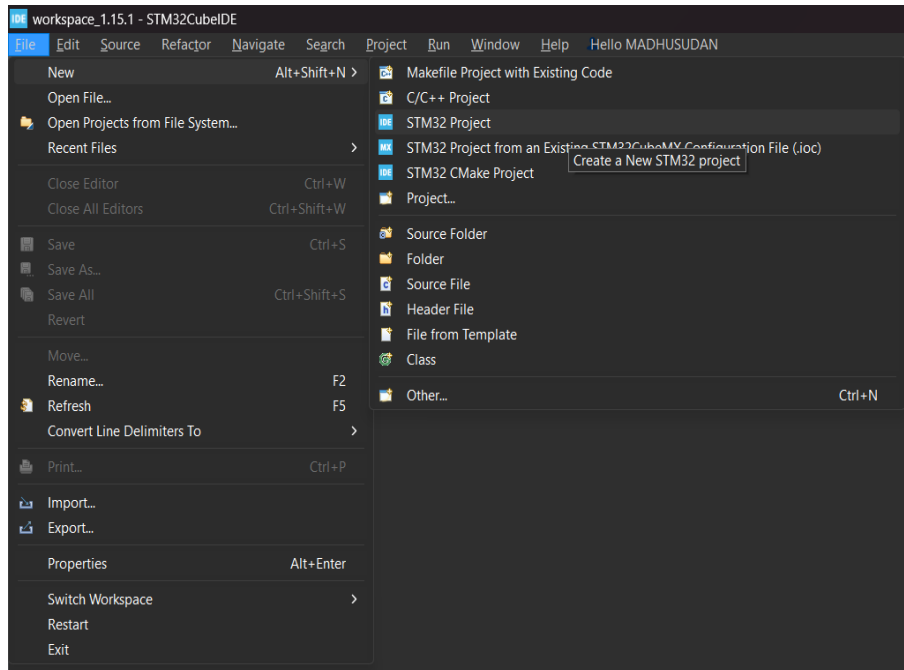 IDE workspace_1.15.1 - STM32CubeIDE
File Edit Source Refactor Navigate Search Project Run Window Help Hello MADHUSUDAN
New Alt+Shift+N >
Open File...
Open Projects from File System...
Recent Files >
Close Editor Ctrl+W
Close All Editors Ctrl+Shift+W
Save Ctrl+S
Save As...
Save All Ctrl+Shift+S
Revert
Move...
Rename... F2
Refresh F5
Convert Line Delimiters To >
Print... Ctrl+P
Import...
Export...
Properties Alt+Enter
Switch Workspace >
Restart
Exit
Makefile Project with Existing Code
C/C++ Project
IDE STM32 Project
MX STM32 Project from an Existing STM32CubeMX Configuration File (.ioc)
Create a New STM32 project
IDE STM32 CMake Project
Project...
Source Folder
Folder
c Source File
h Header File
File from Template
Class
Other... Ctrl+N